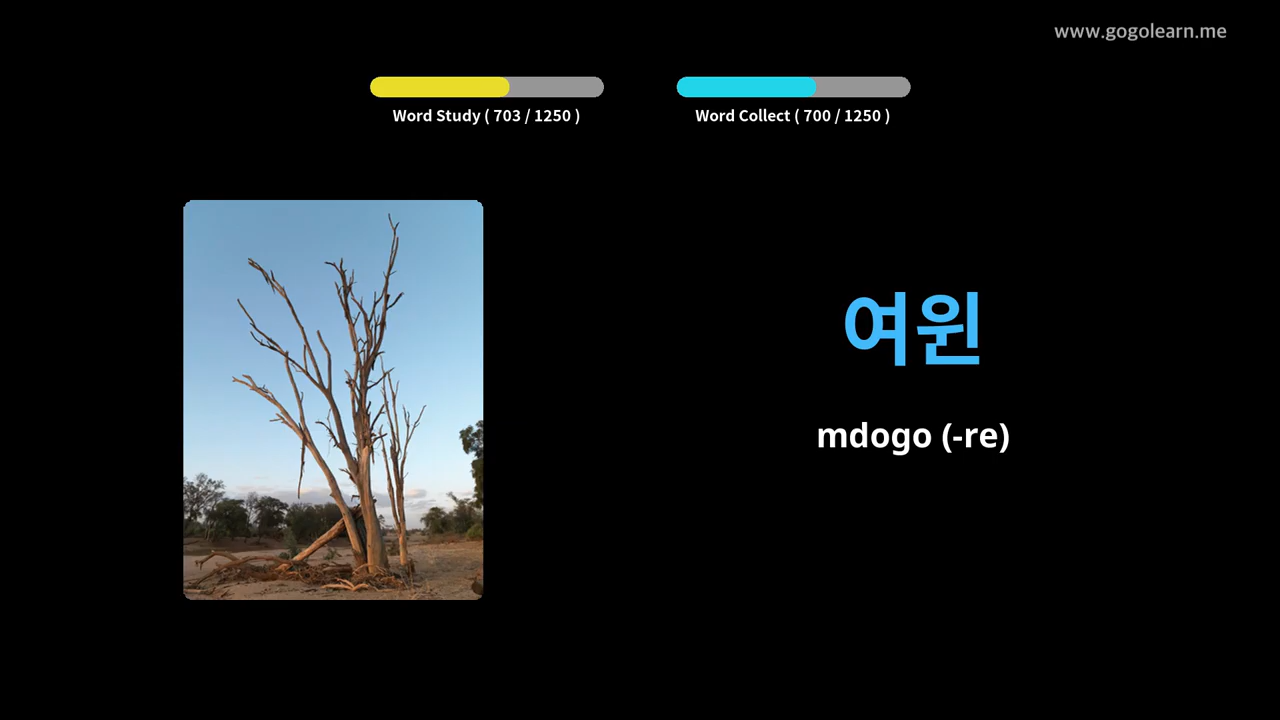 www.gogolearn.me
Word Study ( 703 / 1250 )
Word Collect ( 700 / 1250 )
여윈
mdogo (-re)